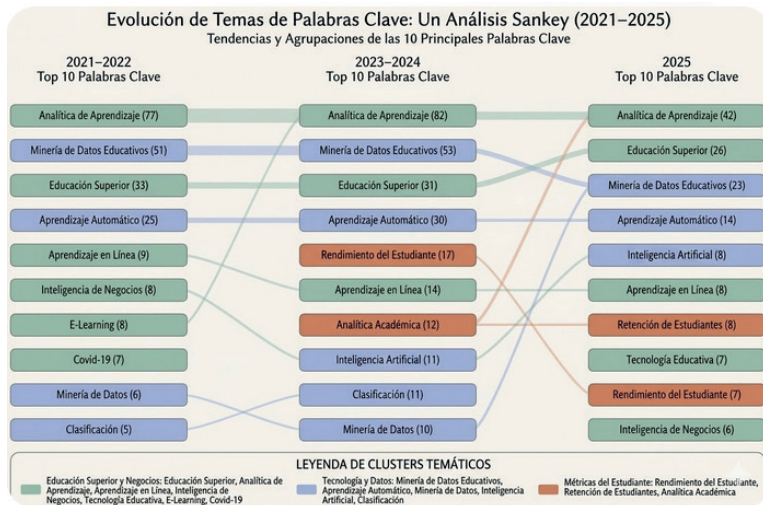 Evolución de Temas de Palabras Clave: Un Análisis Sankey (2021–2025)
Tendencias y Agrupaciones de las 10 Principales Palabras Clave
2021–2022
Top 10 Palabras Clave
Analítica de Aprendizaje (77)
Minería de Datos Educativos (51)
Educación Superior (33)
Aprendizaje Automático (25)
Aprendizaje en Línea (9)
Inteligencia de Negocios (8)
E-Learning (8)
Covid-19 (7)
Minería de Datos (6)
Clasificación (5)
2023–2024
Top 10 Palabras Clave
Analítica de Aprendizaje (82)
Minería de Datos Educativos (53)
Educación Superior (31)
Aprendizaje Automático (30)
Rendimiento del Estudiante (17)
Aprendizaje en Línea (14)
Analítica Académica (12)
Inteligencia Artificial (11)
Clasificación (11)
Minería de Datos (10)
2025
Top 10 Palabras Clave
Analítica de Aprendizaje (42)
Educación Superior (26)
Minería de Datos Educativos (23)
Aprendizaje Automático (14)
Inteligencia Artificial (8)
Aprendizaje en Línea (8)
Retención de Estudiantes (8)
Tecnología Educativa (7)
Rendimiento del Estudiante (7)
Inteligencia de Negocios (6)
LEYENDA DE CLUSTERS TEMÁTICOS
Educación Superior y Negocios: Educación Superior, Analítica de
Aprendizaje, Aprendizaje en Línea, Inteligencia de
Negocios, Tecnología Educativa, E-Learning, Covid-19
Tecnología y Datos: Minería de Datos Educativos,
Aprendizaje Automático, Minería de Datos, Inteligencia
Artificial, Clasificación
Métricas del Estudiante: Rendimiento del Estudiante,
Retención de Estudiantes, Analítica Académica